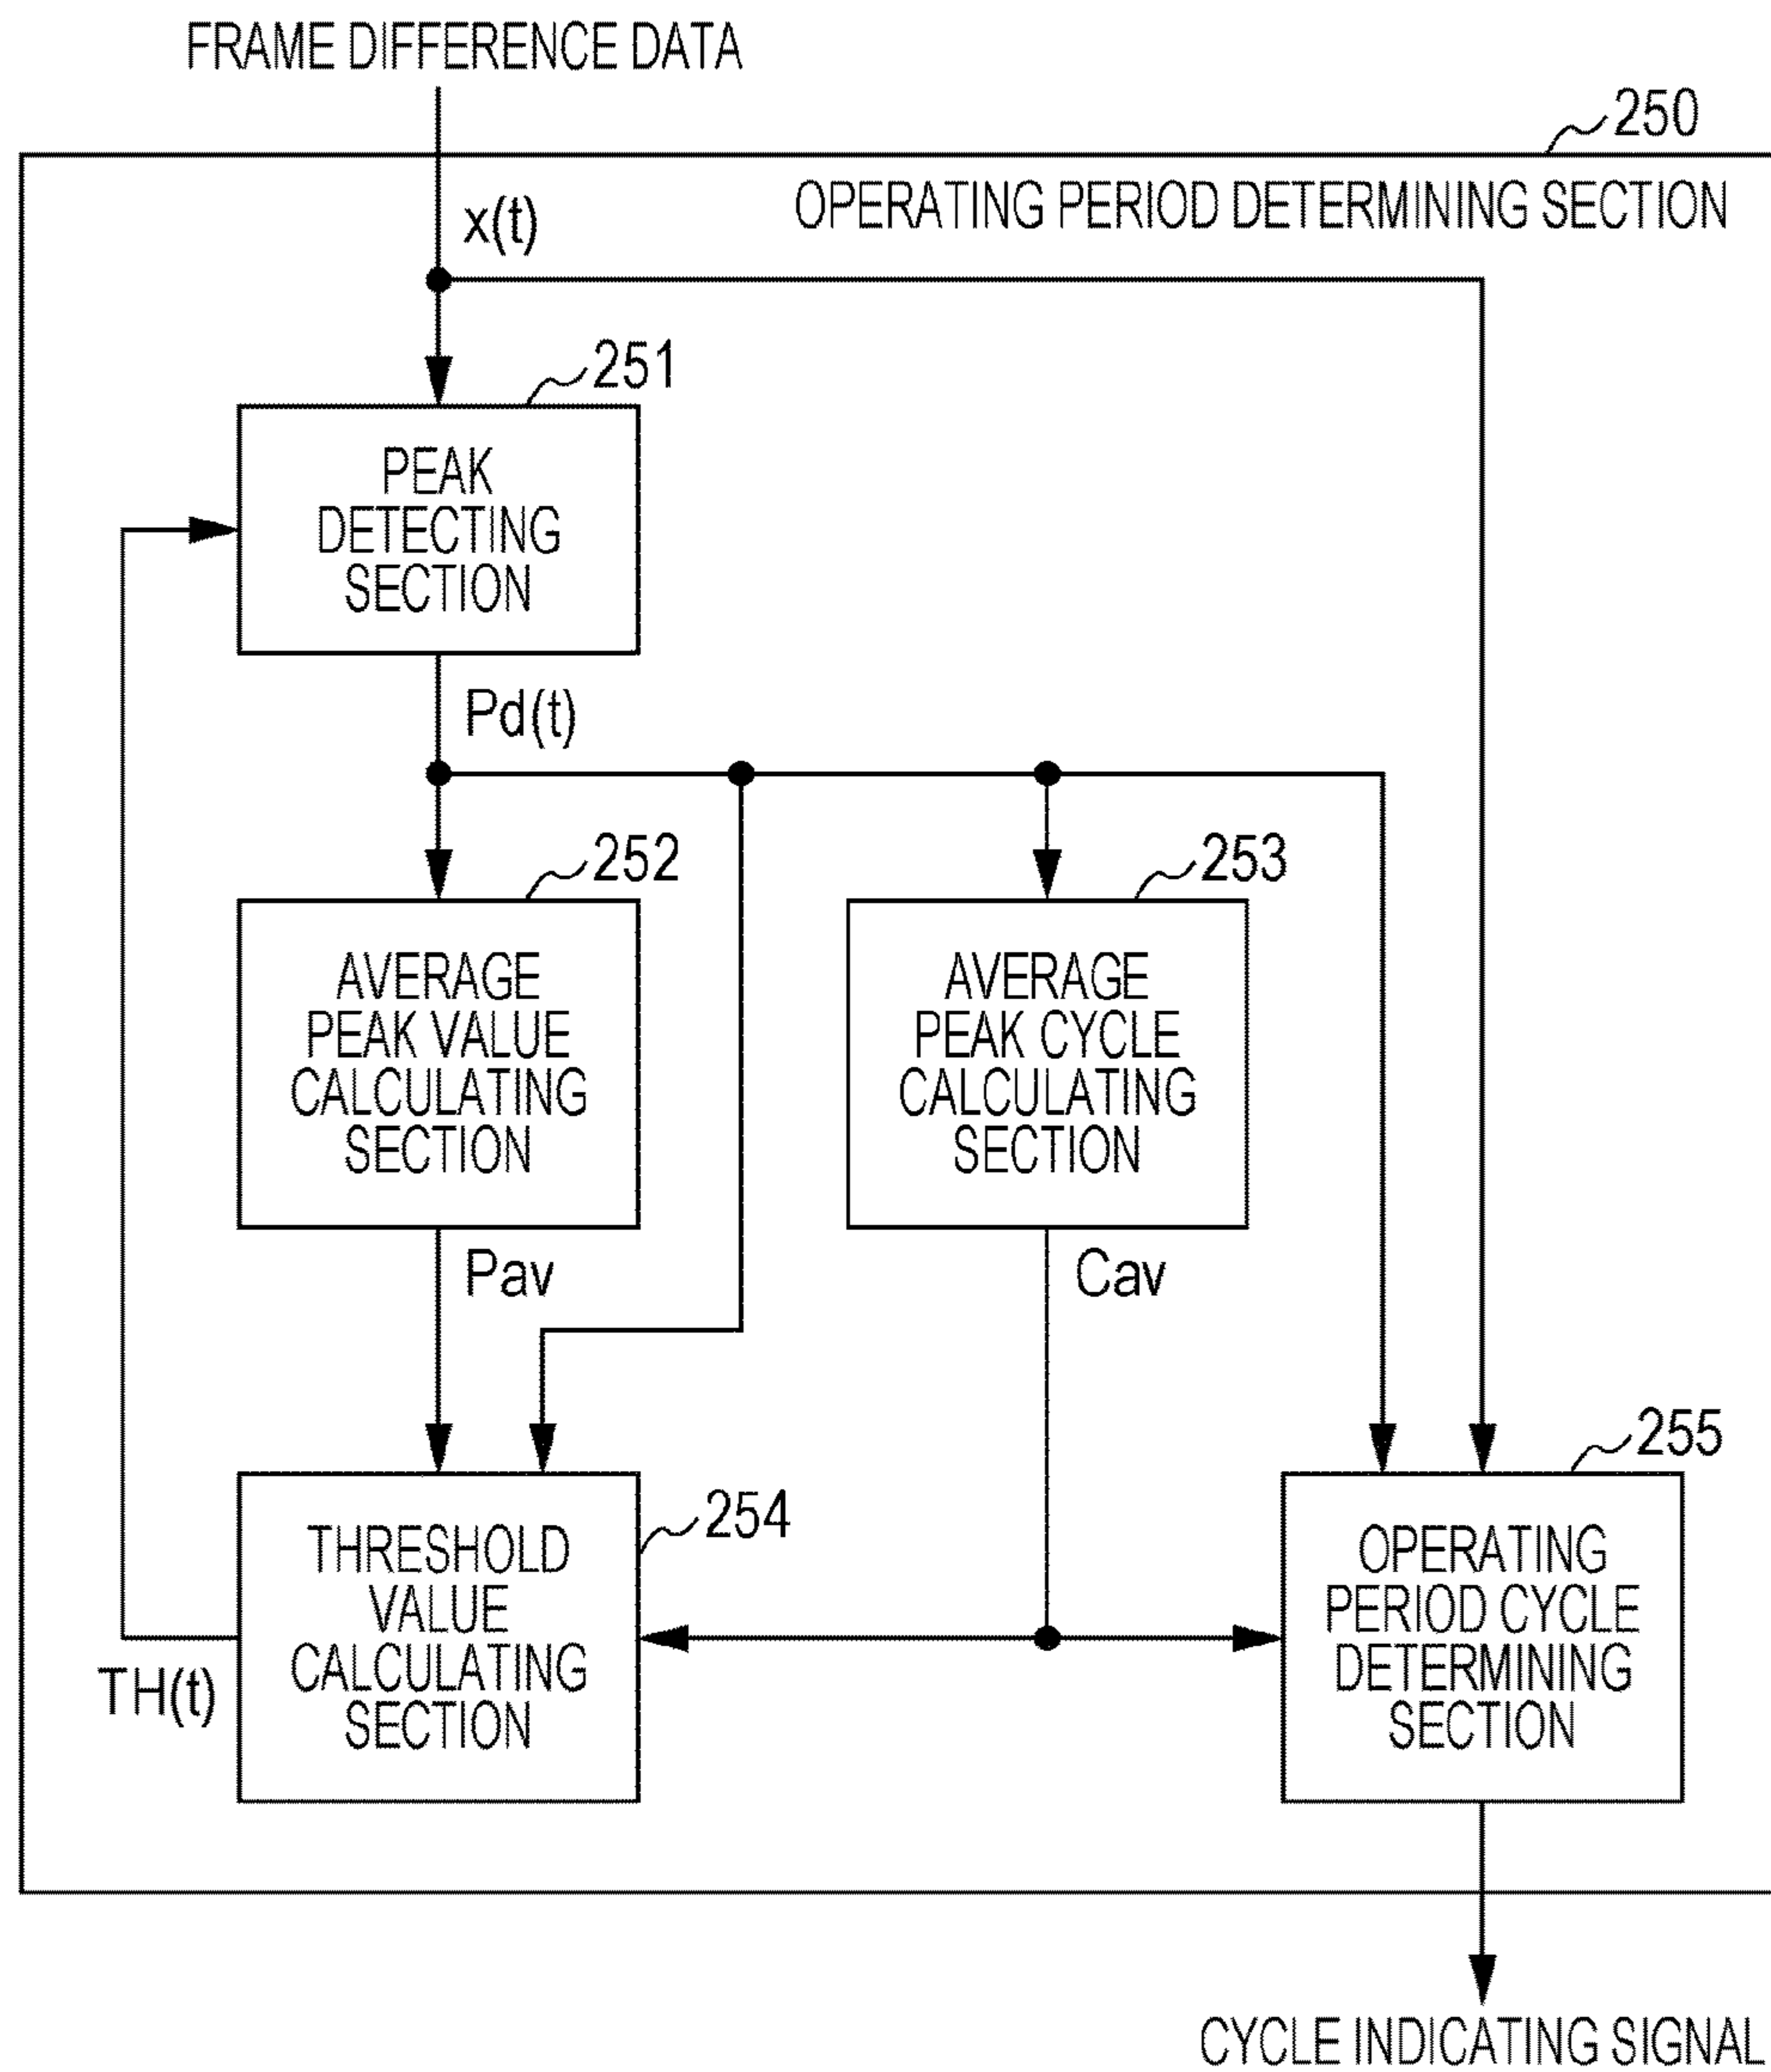 FRAME DIFFERENCE DATA
250
OPERATING PERIOD DETERMINING SECTION
x(t)
251
PEAK
DETECTING
SECTION
Pd(t)
252
253
AVERAGE
PEAK VALUE
CALCULATING
SECTION
AVERAGE
PEAK CYCLE
CALCULATING
SECTION
Pav
Cav
254
255
THRESHOLD
VALUE
CALCULATING
SECTION
OPERATING
PERIOD CYCLE
DETERMINING
SECTION
TH(t)
CYCLE INDICATING SIGNAL